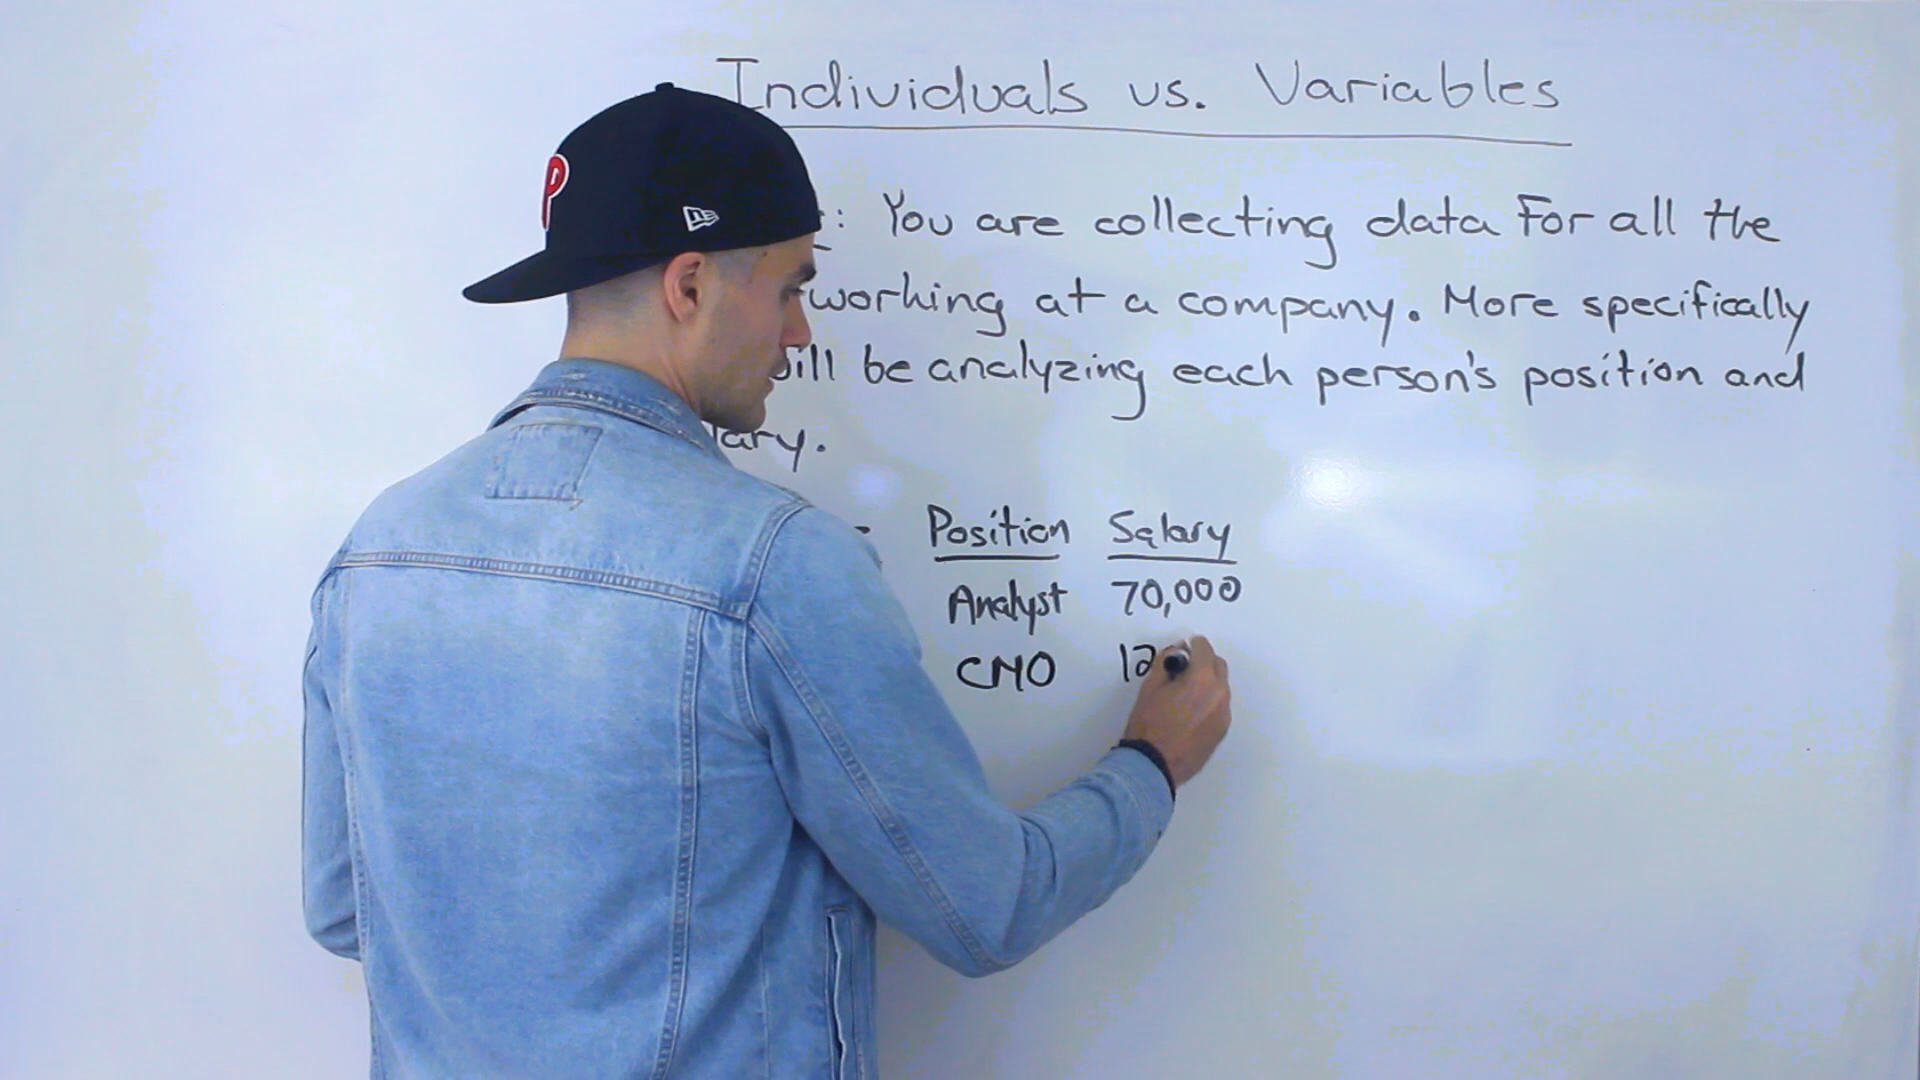 Individuals vs. Variables
: You are collecting data for all the
working at a company. More specifically
will be analyzing each person's position and
lary.
Position Salary
Analyst 70,000
CMO 12
P